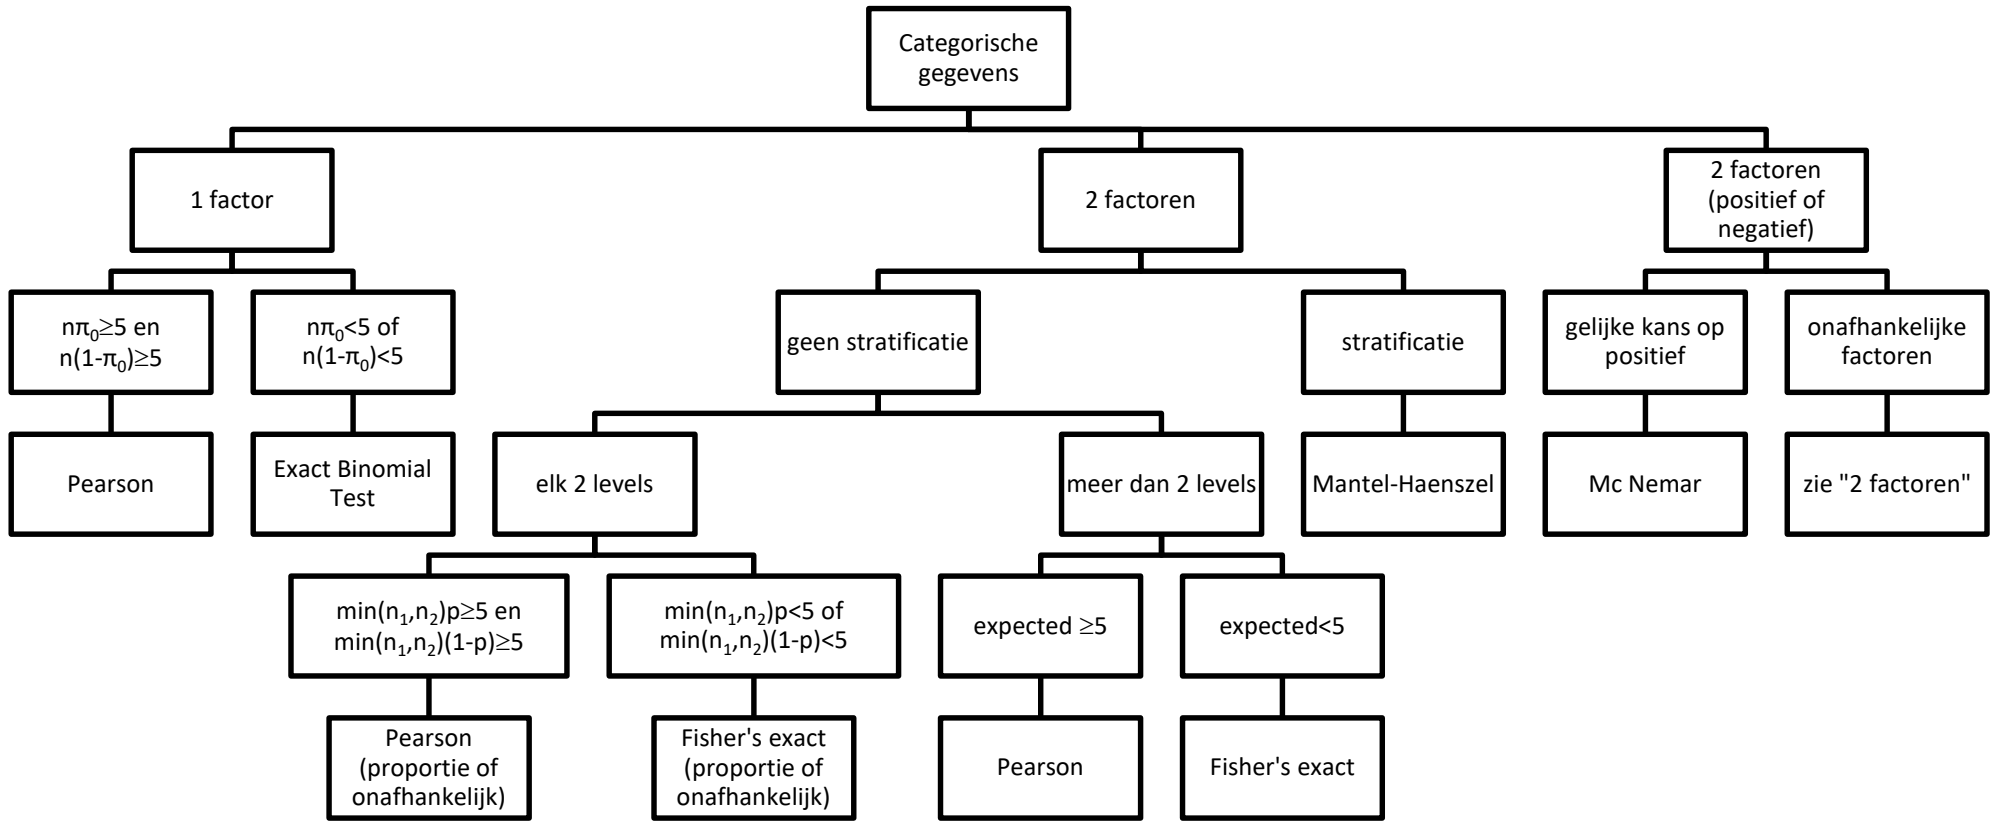 Categorische
gegevens
1 factor
2 factoren
2 factoren
(positief of
negatief)
nπ₀≥5 en
n(1-π₀)≥5
nπ₀<5 of
n(1-π₀)<5
geen stratificatie
stratificatie
gelijke kans op
positief
onafhankelijke
factoren
Pearson
Exact Binomial
Test
elk 2 levels
meer dan 2 levels
Mantel-Haenszel
Mc Nemar
zie "2 factoren"
min(n₁,n₂)p≥5 en
min(n₁,n₂)(1-p)≥5
min(n₁,n₂)p<5 of
min(n₁,n₂)(1-p)<5
expected ≥5
expected<5
Pearson
(proportie of
onafhankelijk)
Fisher's exact
(proportie of
onafhankelijk)
Pearson
Fisher's exact